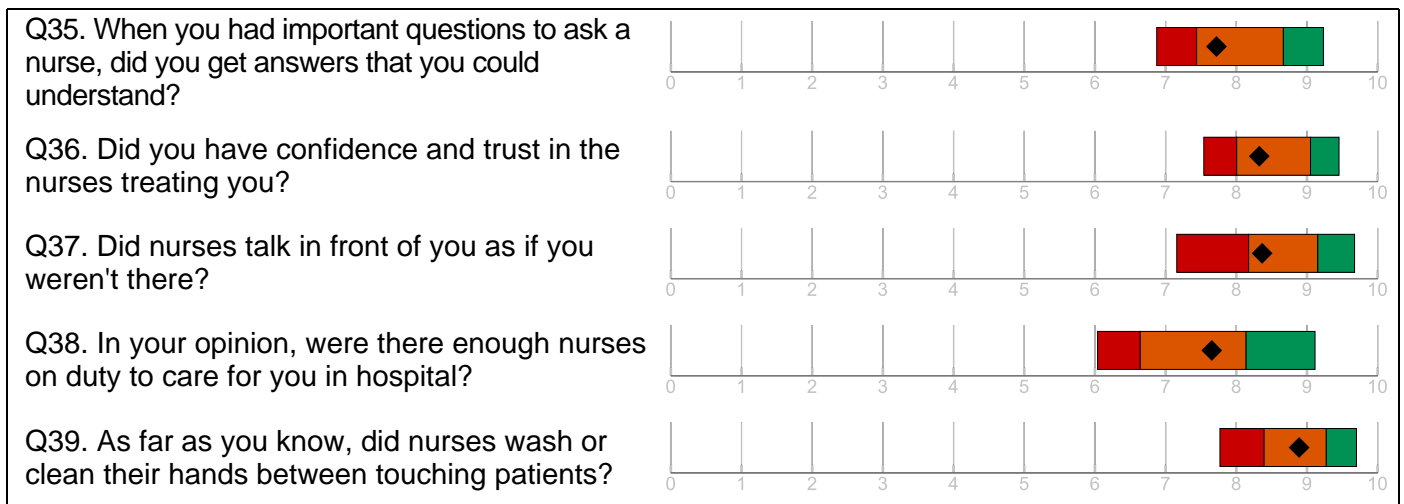 Q35. When you had important questions to ask a
nurse, did you get answers that you could
understand?
0 1 2 3 4 5 6 7 8 9 10
Q36. Did you have confidence and trust in the
nurses treating you?
0 1 2 3 4 5 6 7 8 9 10
Q37. Did nurses talk in front of you as if you
weren't there?
0 1 2 3 4 5 6 7 8 9 10
Q38. In your opinion, were there enough nurses
on duty to care for you in hospital?
0 1 2 3 4 5 6 7 8 9 10
Q39. As far as you know, did nurses wash or
clean their hands between touching patients?
0 1 2 3 4 5 6 7 8 9 10